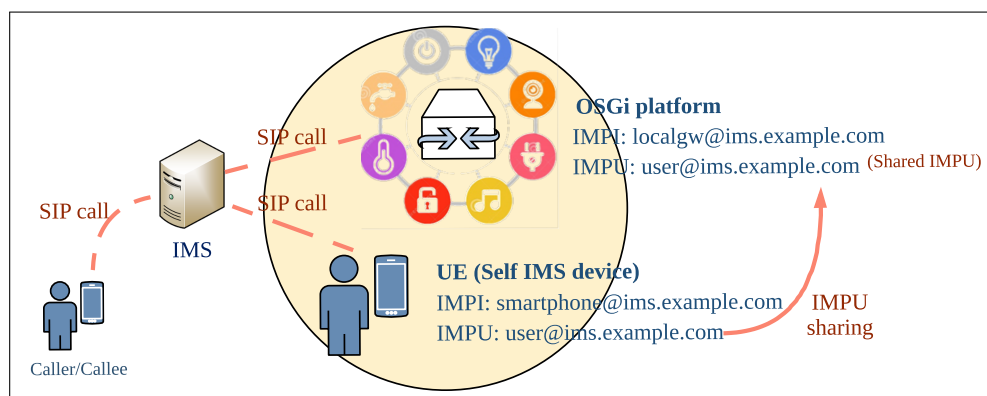 OSGi platform
IMPI: localgw@ims.example.com
IMPU: user@ims.example.com (Shared IMPU)
SIP call
SIP call
SIP call
IMS
UE (Self IMS device)
IMPI: smartphone@ims.example.com
IMPU: user@ims.example.com
IMPU
sharing
Caller/Callee